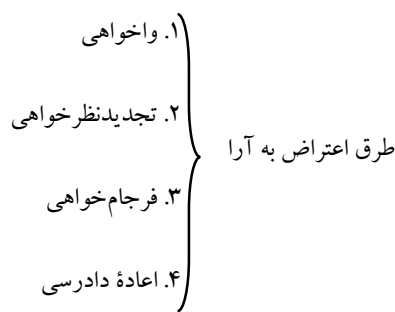 طرق اعتراض به آرا
۱. واخواهی
۲. تجدیدنظرخواهی
۳. فرجام‌خواهی
۴. اعادهٔ دادرسی